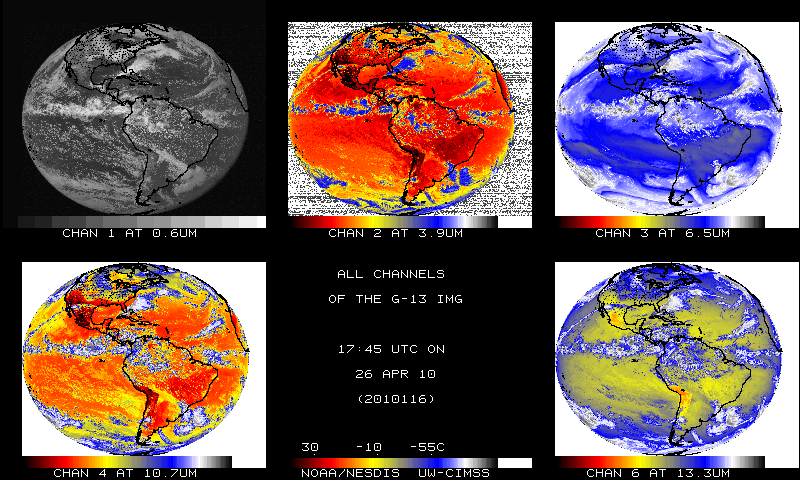 CHAN 1 AT 0.6UM
CHAN 2 AT 3.9UM
CHAN 3 AT 6.5UM
ALL CHANNELS
OF THE G-13 IMG
17:45 UTC ON
26 APR 10
(2010116)
30 -10 -55C
CHAN 4 AT 10.7UM
NOAA/NESDIS UW-CIMSS
CHAN 6 AT 13.3UM